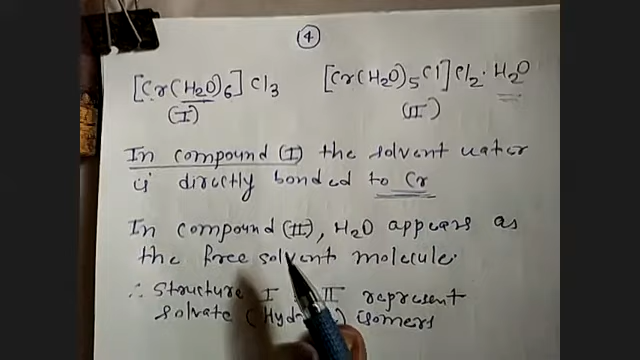 4
[Cr(H2O)6]Cl3 [Cr(H2O)5Cl]Cl2·H2O
(I) (II)
In compound (I) the solvent water
is directly bonded to Cr
In compound (II), H2O appears as
the free solvent molecule.
∴ Structure I II represent
solvate ( ) isomers